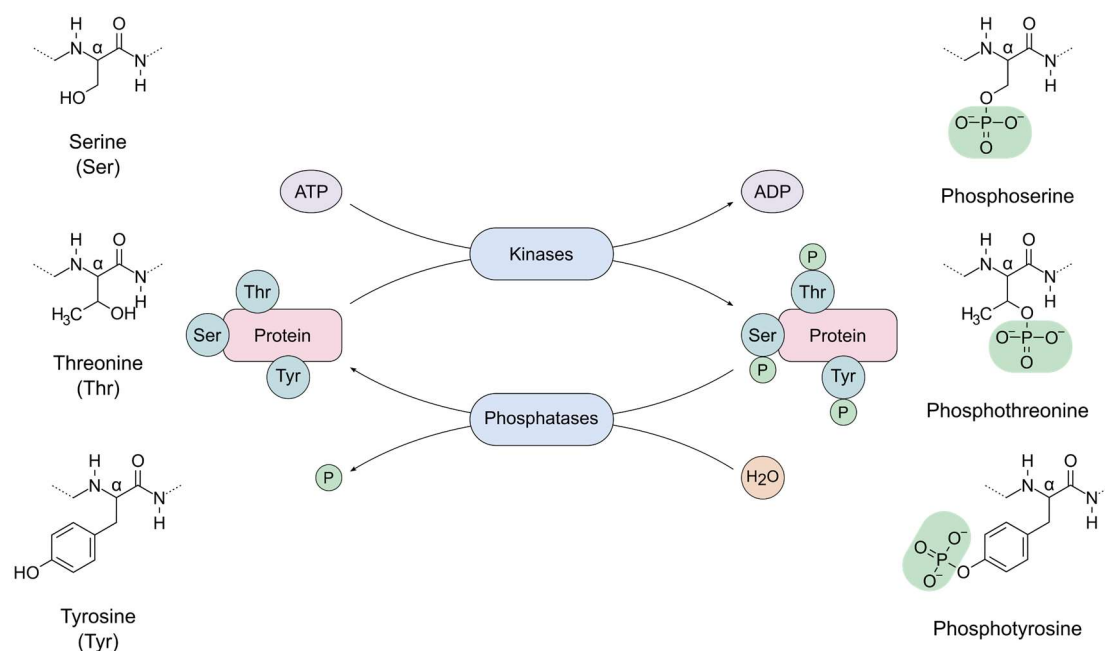 H
N
α
O
N
H
HO
Serine
(Ser)
H
N
α
O
N
H
H₃C
OH
Threonine
(Thr)
H
N
α
O
N
H
HO
Tyrosine
(Tyr)
ATP
ADP
Kinases
Thr
Ser
Protein
Tyr
P
Thr
Ser
Protein
P
Tyr
P
Phosphatases
P
H2O
H
N
α
O
N
H
O
O⁻–P–O⁻
O
Phosphoserine
H
N
α
O
N
H
H₃C
O
O⁻–P–O⁻
O
Phosphothreonine
H
N
α
O
N
H
O
O⁻
P
O⁻
O
Phosphotyrosine